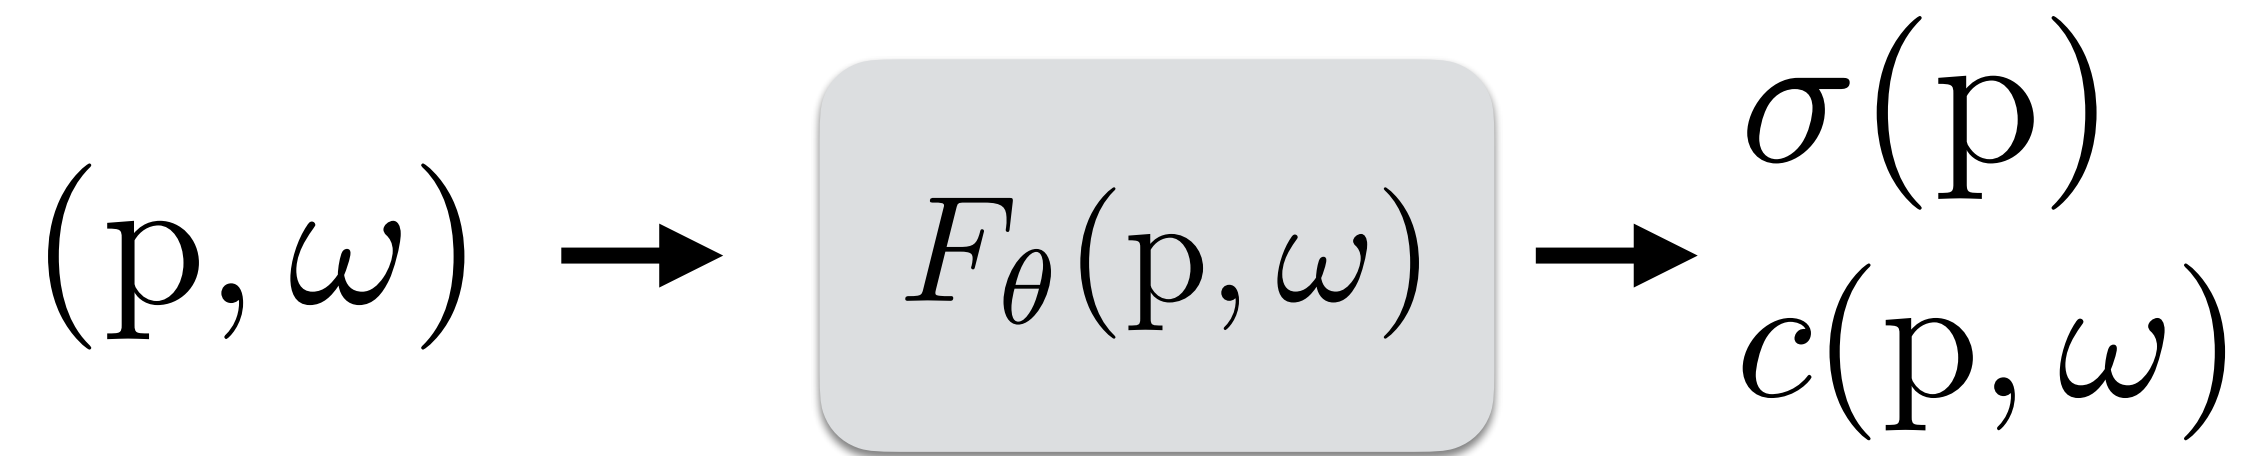 (p, ω) → F_θ(p, ω) → σ(p)
c(p, ω)